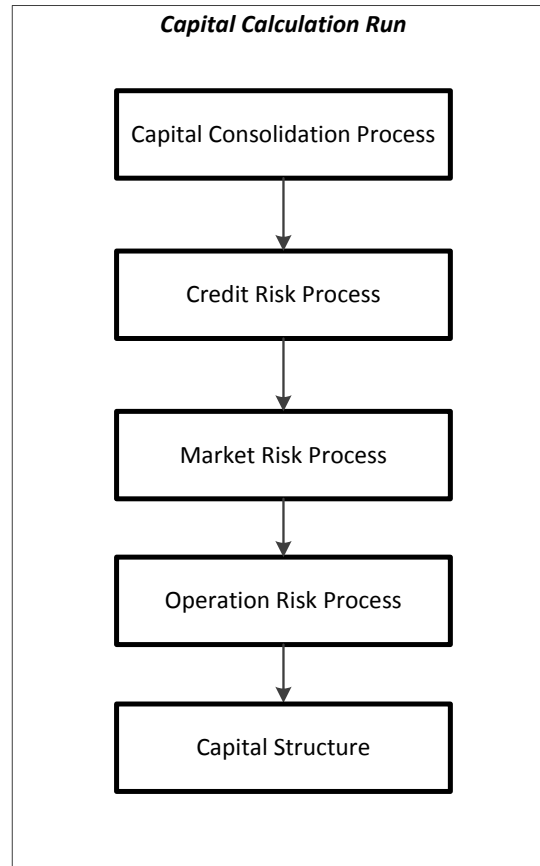 Capital Calculation Run
Capital Consolidation Process
Credit Risk Process
Market Risk Process
Operation Risk Process
Capital Structure